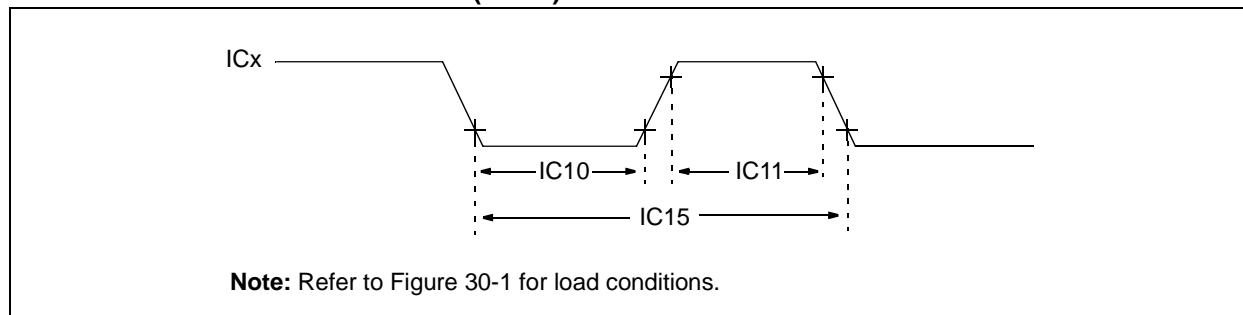 ICx
IC10
IC11
IC15
Note: Refer to Figure 30-1 for load conditions.